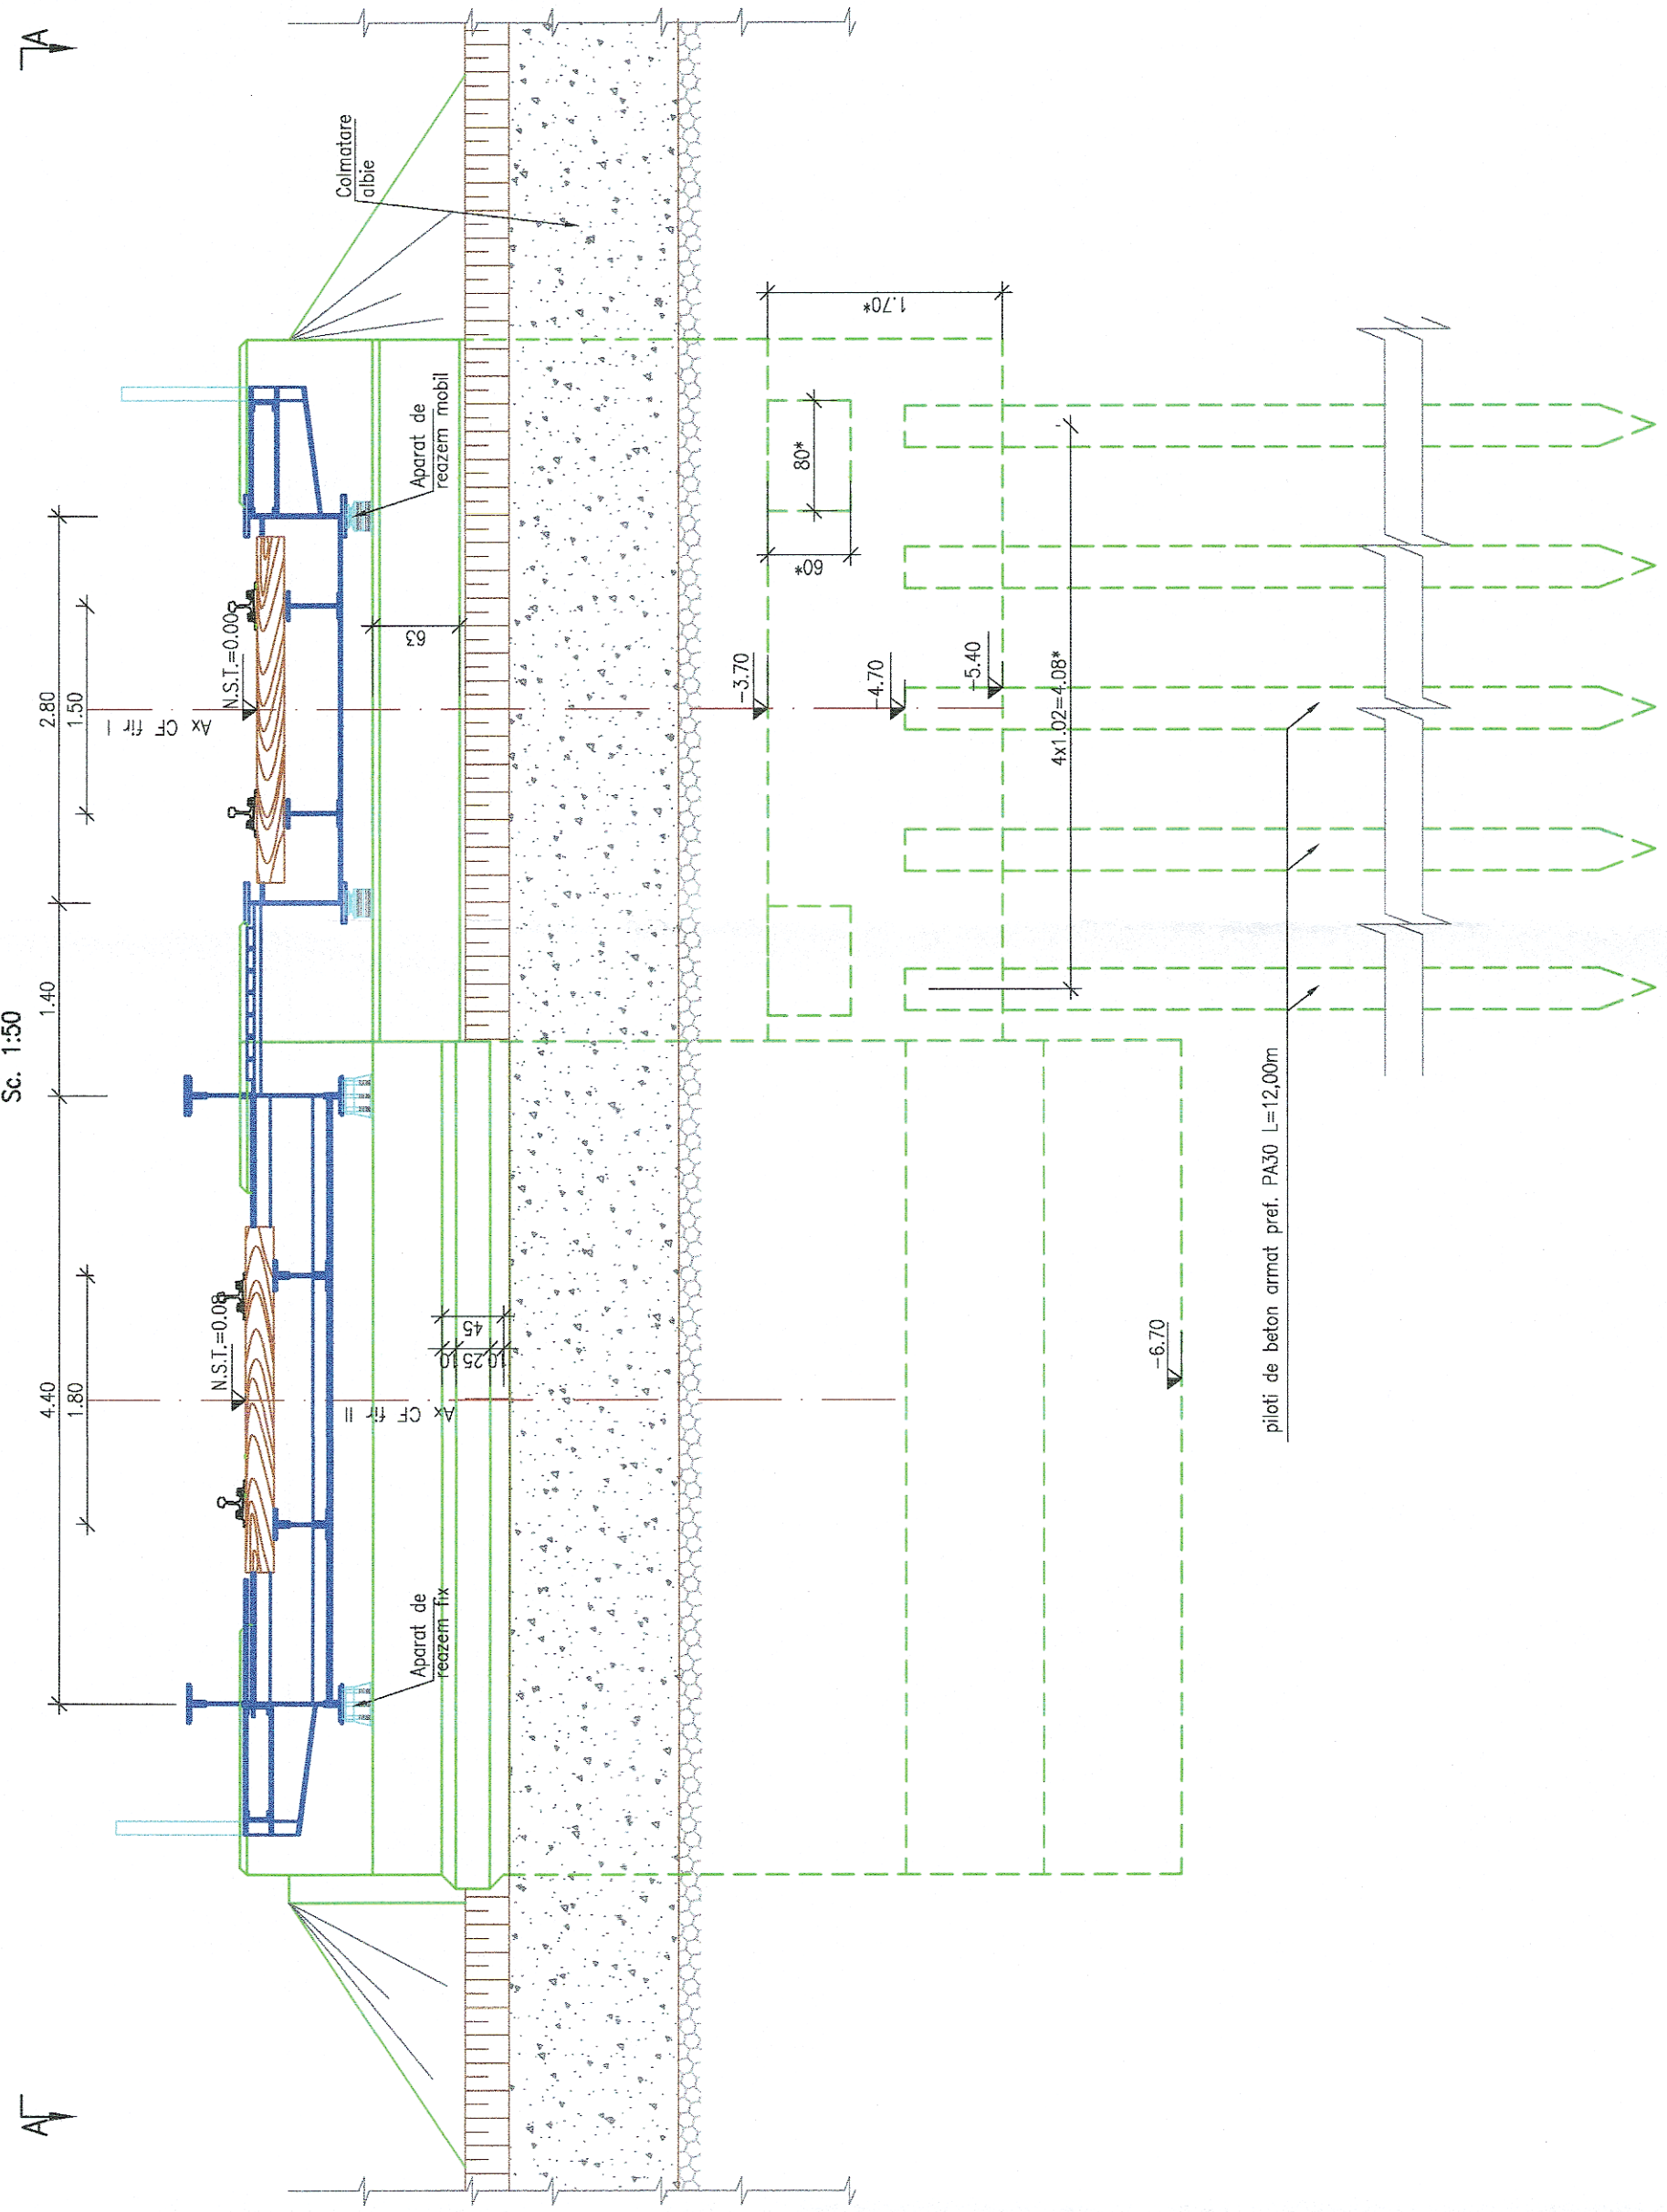 Sc. 1:50
A
A
4.40
1.40
2.80
1.80
1.50
N.S.T.=0.08
N.S.T.=0.00
Ax CF fir II
Ax CF fir I
Aparat de
reazem fix
Aparat de
reazem mobil
Colmatare
albie
63
45
10
25
10
-3.70
-4.70
-5.40
-6.70
80*
60*
1.70*
4x1.02=4.08*
piloti de beton armat pref. PA30 L=12,00m